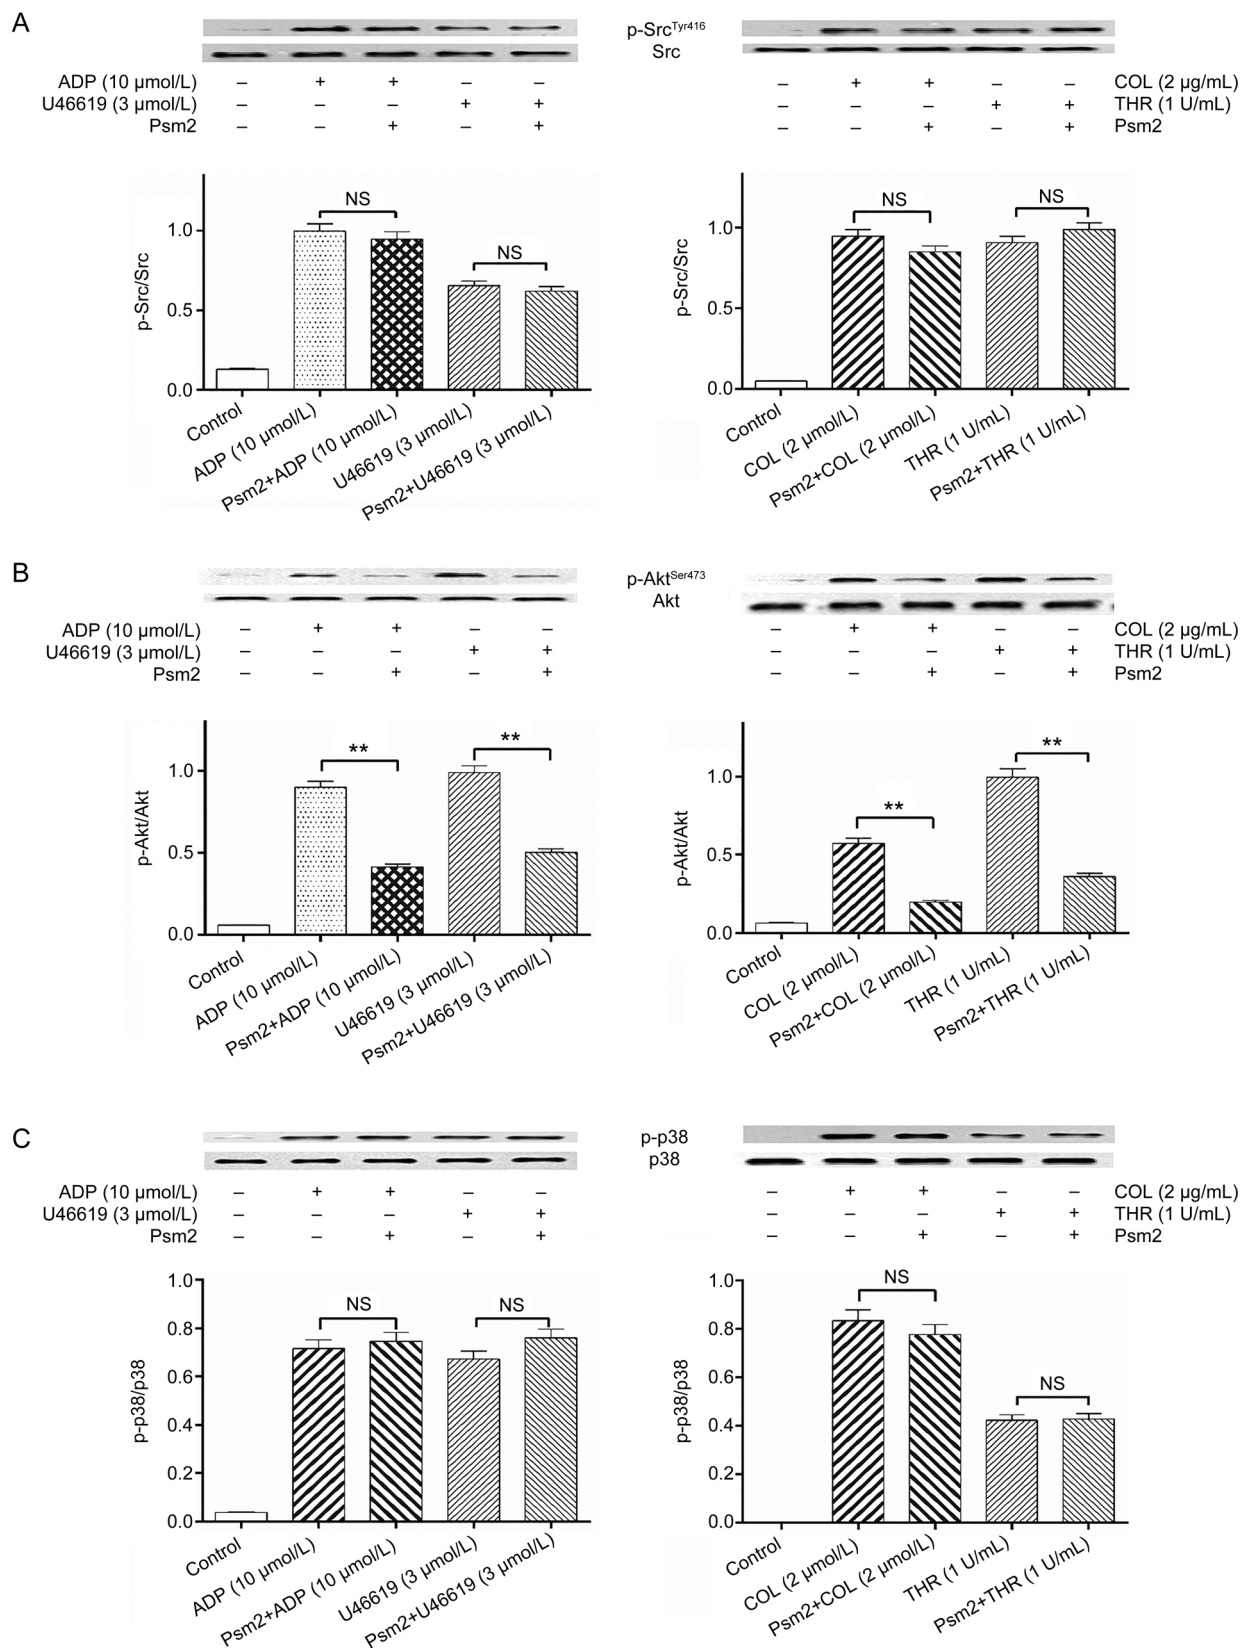 A
p-SrcTyr416
Src
ADP (10 µmol/L) – + + – –
U46619 (3 µmol/L) – – – + +
Psm2 – – + – +
– + + – – COL (2 µg/mL)
– – – + + THR (1 U/mL)
– – + – + Psm2
p-Src/Src
1.0
0.5
0.0
NS
NS
Control
ADP (10 µmol/L)
Psm2+ADP (10 µmol/L)
U46619 (3 µmol/L)
Psm2+U46619 (3 µmol/L)
p-Src/Src
1.0
0.5
0.0
NS
NS
Control
COL (2 µmol/L)
Psm2+COL (2 µmol/L)
THR (1 U/mL)
Psm2+THR (1 U/mL)
B
p-AktSer473
Akt
ADP (10 µmol/L) – + + – –
U46619 (3 µmol/L) – – – + +
Psm2 – – + – +
– + + – – COL (2 µg/mL)
– – – + + THR (1 U/mL)
– – + – + Psm2
p-Akt/Akt
1.0
0.5
0.0
**
**
Control
ADP (10 µmol/L)
Psm2+ADP (10 µmol/L)
U46619 (3 µmol/L)
Psm2+U46619 (3 µmol/L)
p-Akt/Akt
1.0
0.5
0.0
**
**
Control
COL (2 µmol/L)
Psm2+COL (2 µmol/L)
THR (1 U/mL)
Psm2+THR (1 U/mL)
C
p-p38
p38
ADP (10 µmol/L) – + + – –
U46619 (3 µmol/L) – – – + +
Psm2 – – + – +
– + + – – COL (2 µg/mL)
– – – + + THR (1 U/mL)
– – + – + Psm2
p-p38/p38
1.0
0.8
0.6
0.4
0.2
0.0
NS
NS
Control
ADP (10 µmol/L)
Psm2+ADP (10 µmol/L)
U46619 (3 µmol/L)
Psm2+U46619 (3 µmol/L)
p-p38/p38
1.0
0.8
0.6
0.4
0.2
0.0
NS
NS
Control
COL (2 µmol/L)
Psm2+COL (2 µmol/L)
THR (1 U/mL)
Psm2+THR (1 U/mL)